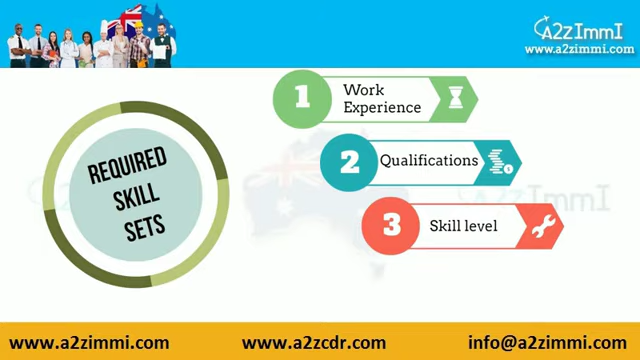 A2zImmI
www.a2zimmi.com
REQUIRED
SKILL
SETS
1
Work
Experience
2
Qualifications
3
Skill level
A2zImmI
www.a2zimmi.com
www.a2zcdr.com
info@a2zimmi.com